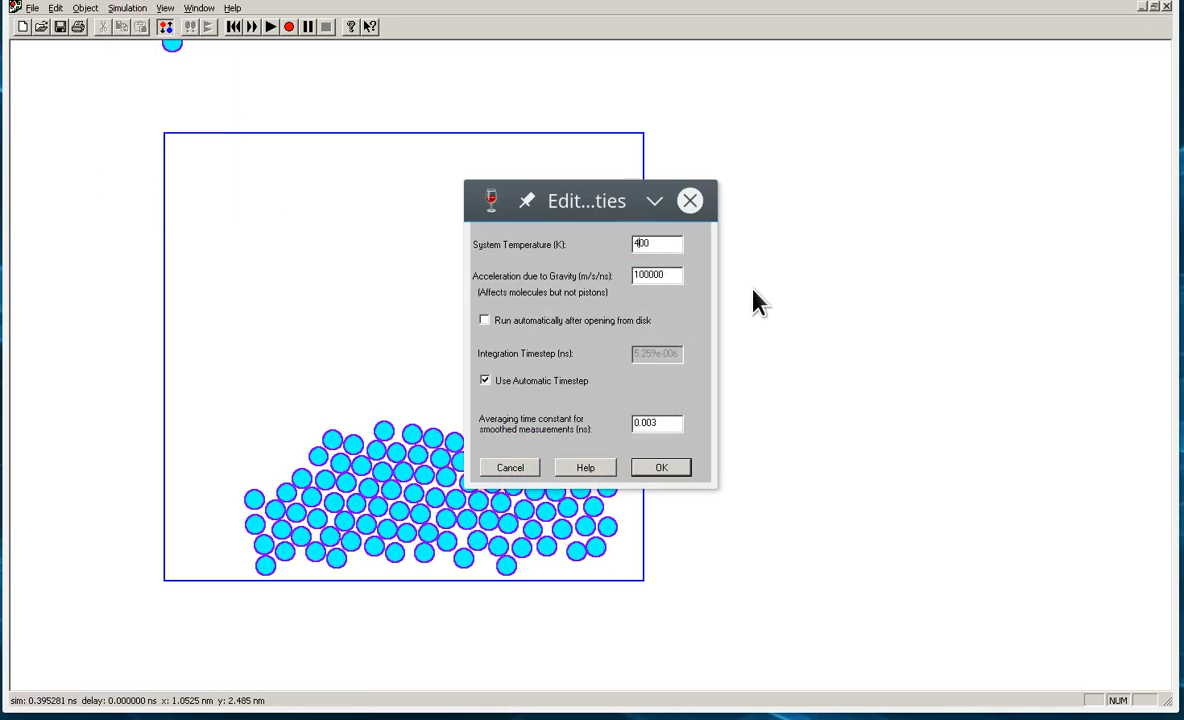 File Edit Object Simulation View Window Help
Edit...ties
System Temperature (K): 400
Acceleration due to Gravity (m/s/ns): 100000
(Affects molecules but not pistons)
Run automatically after opening from disk
Integration Timestep (ns): 5.259e-006
Use Automatic Timestep
Averaging time constant for
smoothed measurements (ns): 0.003
Cancel Help OK
sim: 0.395281 ns delay: 0.000000 ns x: 1.0525 nm y: 2.485 nm NUM